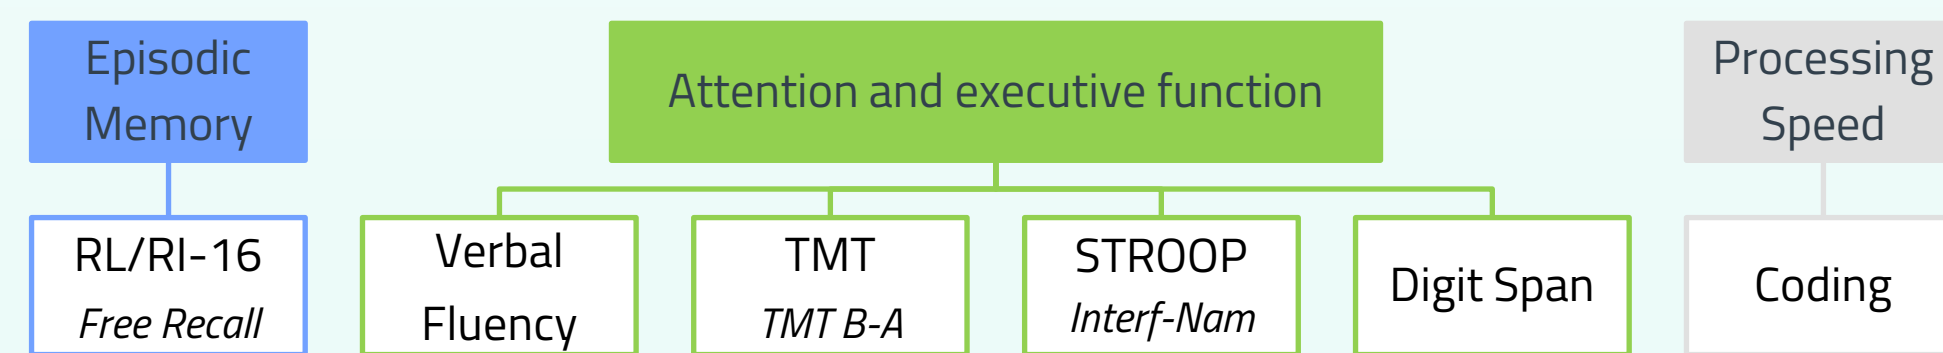 Episodic
Memory
Attention and executive function
Processing
Speed
RL/RI-16
Free Recall
Verbal
Fluency
TMT
TMT B-A
STROOP
Interf-Nam
Digit Span
Coding